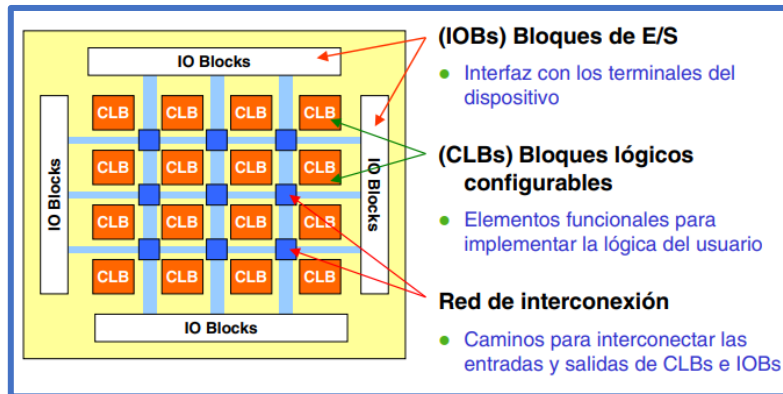 IO Blocks
IO Blocks
CLB CLB CLB CLB
CLB CLB CLB CLB
CLB CLB CLB CLB
CLB CLB CLB CLB
IO Blocks
IO Blocks
(IOBs) Bloques de E/S
Interfaz con los terminales del
dispositivo
(CLBs) Bloques lógicos
configurables
Elementos funcionales para
implementar la lógica del usuario
Red de interconexión
Caminos para interconectar las
entradas y salidas de CLBs e IOBs